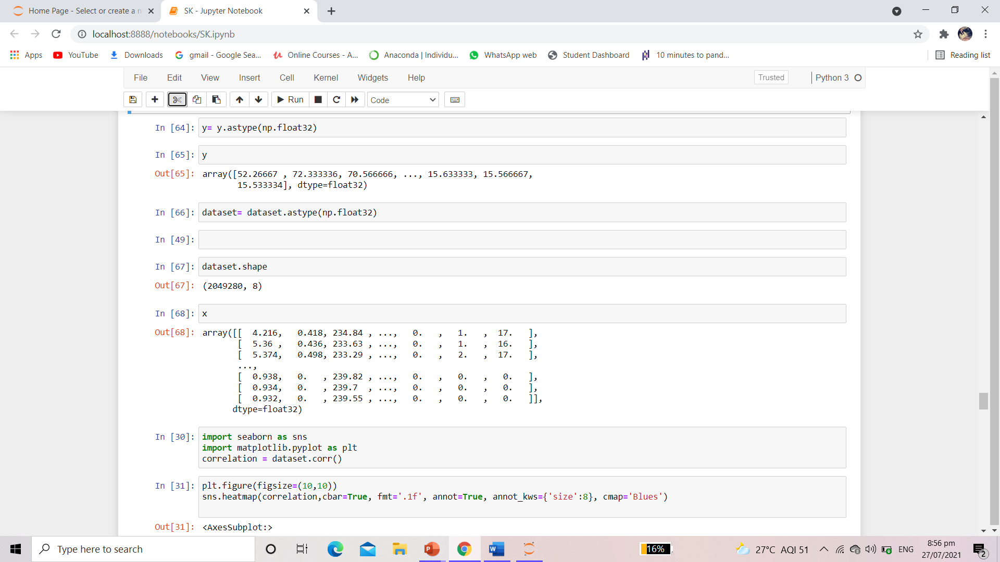 Home Page - Select or create a n
SK - Jupyter Notebook
localhost:8888/notebooks/SK.ipynb
Apps YouTube Downloads gmail - Google Sea... Online Courses - A... Anaconda | Individu... WhatsApp web Student Dashboard 10 minutes to pand... Reading list
File Edit View Insert Cell Kernel Widgets Help Trusted Python 3
Run Code
In [64]: y= y.astype(np.float32)
In [65]: y
Out[65]: array([52.26667 , 72.333336, 70.566666, ..., 15.633333, 15.566667,
15.533334], dtype=float32)
In [66]: dataset= dataset.astype(np.float32)
In [49]:
In [67]: dataset.shape
Out[67]: (2049280, 8)
In [68]: x
Out[68]: array([[  4.216,   0.418, 234.84 , ...,   0.   ,   1.   ,  17.   ],
[  5.36 ,   0.436, 233.63 , ...,   0.   ,   1.   ,  16.   ],
[  5.374,   0.498, 233.29 , ...,   0.   ,   2.   ,  17.   ],
...,
[  0.938,   0.   , 239.82 , ...,   0.   ,   0.   ,   0.   ],
[  0.934,   0.   , 239.7  , ...,   0.   ,   0.   ,   0.   ],
[  0.932,   0.   , 239.55 , ...,   0.   ,   0.   ,   0.   ]],
dtype=float32)
In [30]: import seaborn as sns
import matplotlib.pyplot as plt
correlation = dataset.corr()
In [31]: plt.figure(figsize=(10,10))
sns.heatmap(correlation,cbar=True, fmt='.1f', annot=True, annot_kws={'size':8}, cmap='Blues')
Out[31]: <AxesSubplot:>
Type here to search
16%
27°C AQI 51
ENG
8:56 pm
27/07/2021
2